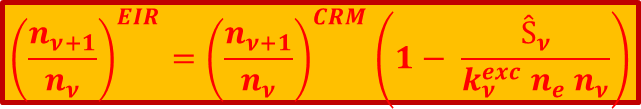 (n_{ν+1}/n_ν)^{EIR} = (n_{ν+1}/n_ν)^{CRM} (1 − Ŝ_ν/(k_ν^{exc} n_e n_ν))